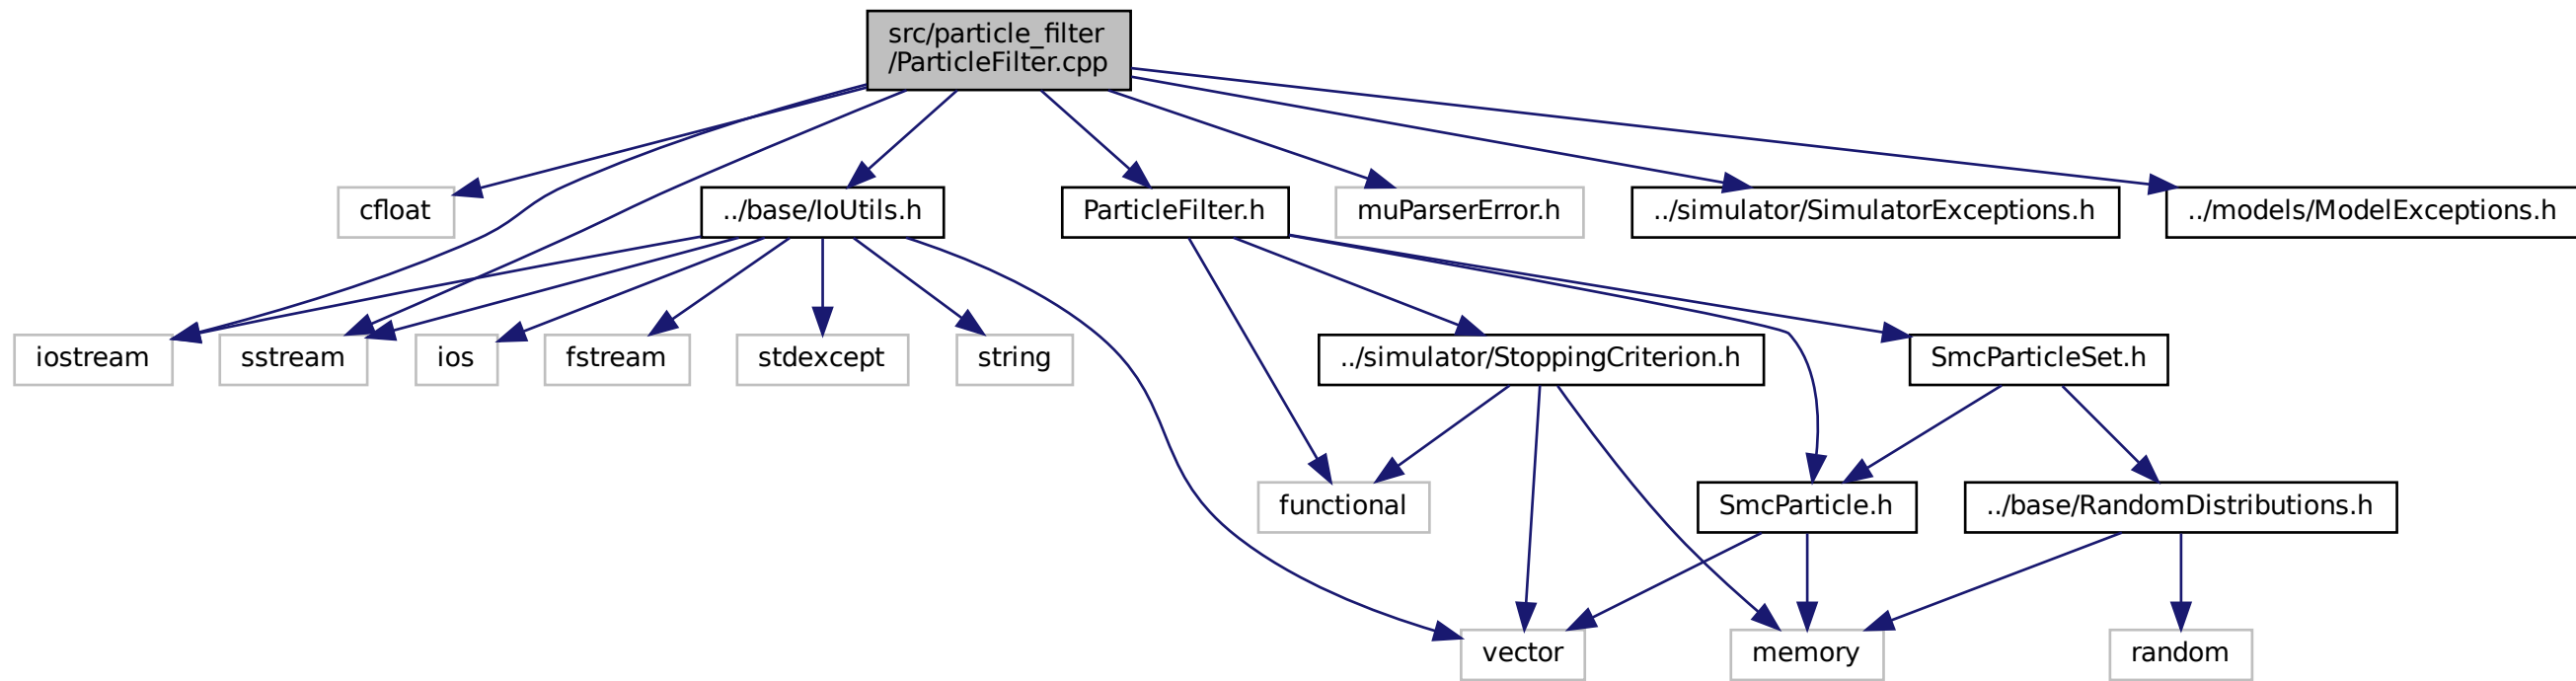 src/particle_filter
/ParticleFilter.cpp
cfloat
../base/IoUtils.h
ParticleFilter.h
muParserError.h
../simulator/SimulatorExceptions.h
../models/ModelExceptions.h
iostream
sstream
ios
fstream
stdexcept
string
../simulator/StoppingCriterion.h
SmcParticleSet.h
functional
SmcParticle.h
../base/RandomDistributions.h
vector
memory
random